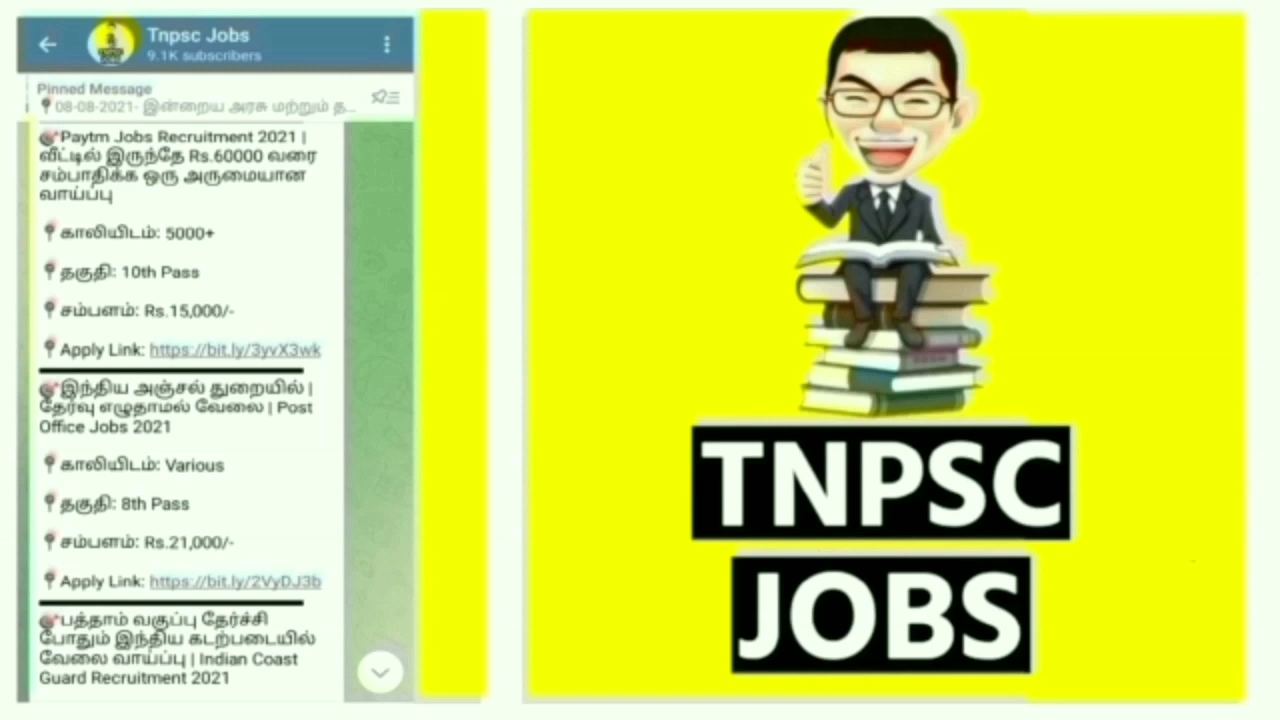 Tnpsc Jobs
9.1K subscribers
Pinned Message
08-08-2021- இன்றைய அரசு மற்றும் த...
Paytm Jobs Recruitment 2021 |
வீட்டில் இருந்தே Rs.60000 வரை
சம்பாதிக்க ஒரு அருமையான
வாய்ப்பு
காலியிடம்: 5000+
தகுதி: 10th Pass
சம்பளம்: Rs.15,000/-
Apply Link: https://bit.ly/3yvX3wk
இந்திய அஞ்சல் துறையில் |
தேர்வு எழுதாமல் வேலை | Post
Office Jobs 2021
காலியிடம்: Various
தகுதி: 8th Pass
சம்பளம்: Rs.21,000/-
Apply Link: https://bit.ly/2VyDJ3b
பத்தாம் வகுப்பு தேர்ச்சி
போதும் இந்திய கடற்படையில்
வேலை வாய்ப்பு | Indian Coast
Guard Recruitment 2021
TNPSC
JOBS